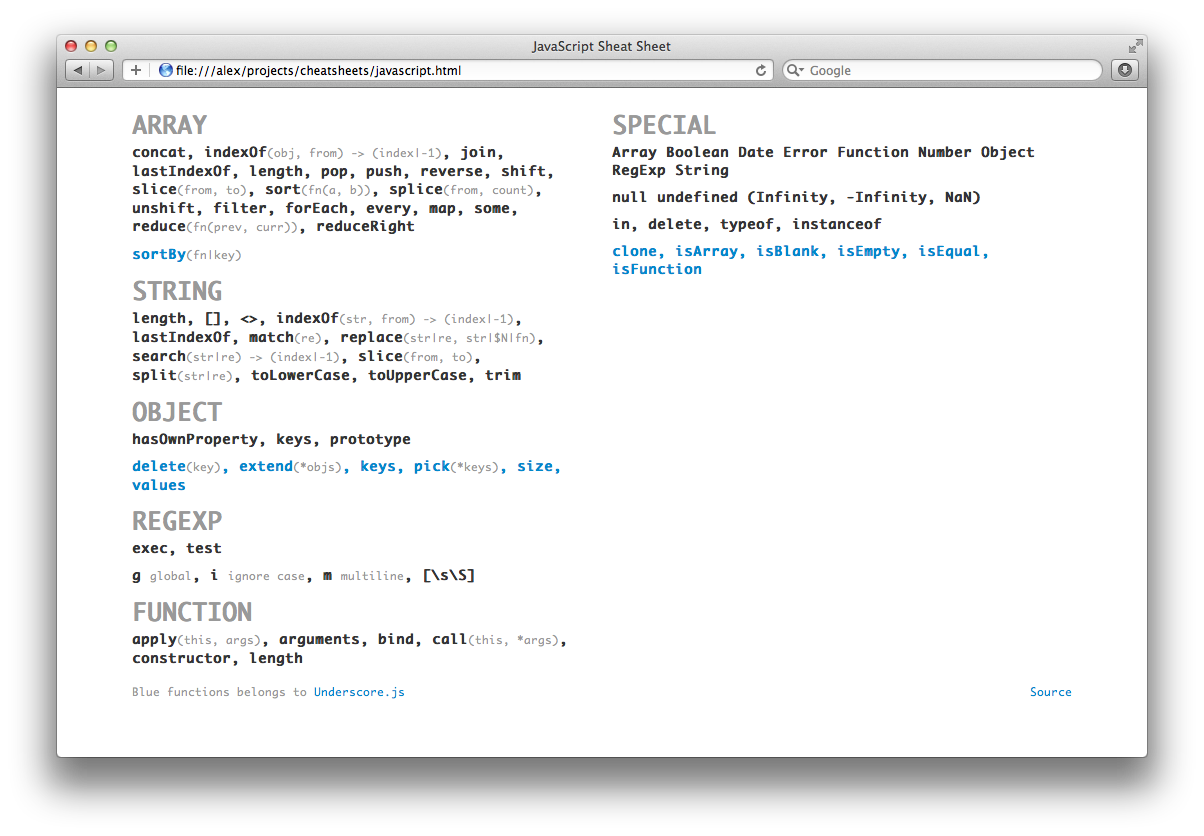 JavaScript Sheat Sheet
file:///alex/projects/cheatsheets/javascript.html
Google
ARRAY
concat, indexOf(obj, from) -> (index|-1), join,
lastIndexOf, length, pop, push, reverse, shift,
slice(from, to), sort(fn(a, b)), splice(from, count),
unshift, filter, forEach, every, map, some,
reduce(fn(prev, curr)), reduceRight
sortBy(fn|key)
STRING
length, [], <>, indexOf(str, from) -> (index|-1),
lastIndexOf, match(re), replace(str|re, str|$N|fn),
search(str|re) -> (index|-1), slice(from, to),
split(str|re), toLowerCase, toUpperCase, trim
OBJECT
hasOwnProperty, keys, prototype
delete(key), extend(*objs), keys, pick(*keys), size,
values
REGEXP
exec, test
g global, i ignore case, m multiline, [\s\S]
FUNCTION
apply(this, args), arguments, bind, call(this, *args),
constructor, length
SPECIAL
Array Boolean Date Error Function Number Object
RegExp String
null undefined (Infinity, -Infinity, NaN)
in, delete, typeof, instanceof
clone, isArray, isBlank, isEmpty, isEqual,
isFunction
Blue functions belongs to Underscore.js
Source